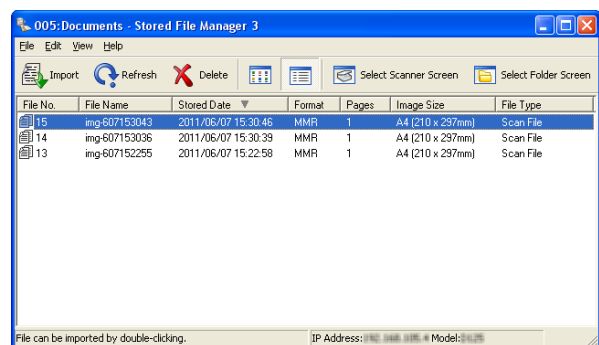 005:Documents - Stored File Manager 3
File Edit View Help
Import Refresh Delete Select Scanner Screen Select Folder Screen
File No. File Name Stored Date Format Pages Image Size File Type
15 img-607153043 2011/06/07 15:30:46 MMR 1 A4 (210 x 297mm) Scan File
14 img-607153036 2011/06/07 15:30:39 MMR 1 A4 (210 x 297mm) Scan File
13 img-607152255 2011/06/07 15:22:58 MMR 1 A4 (210 x 297mm) Scan File
File can be imported by double-clicking. IP Address: Model: